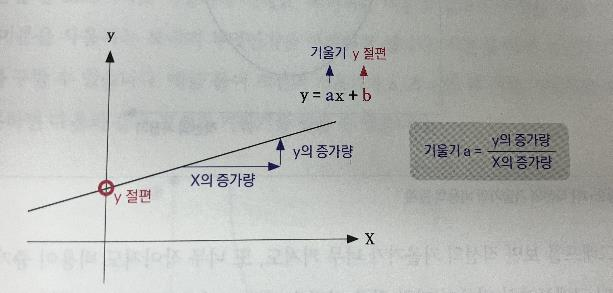 y
기울기 y 절편
y = ax + b
y의 증가량
X의 증가량
y 절편
X
기울기 a = y의 증가량 / X의 증가량